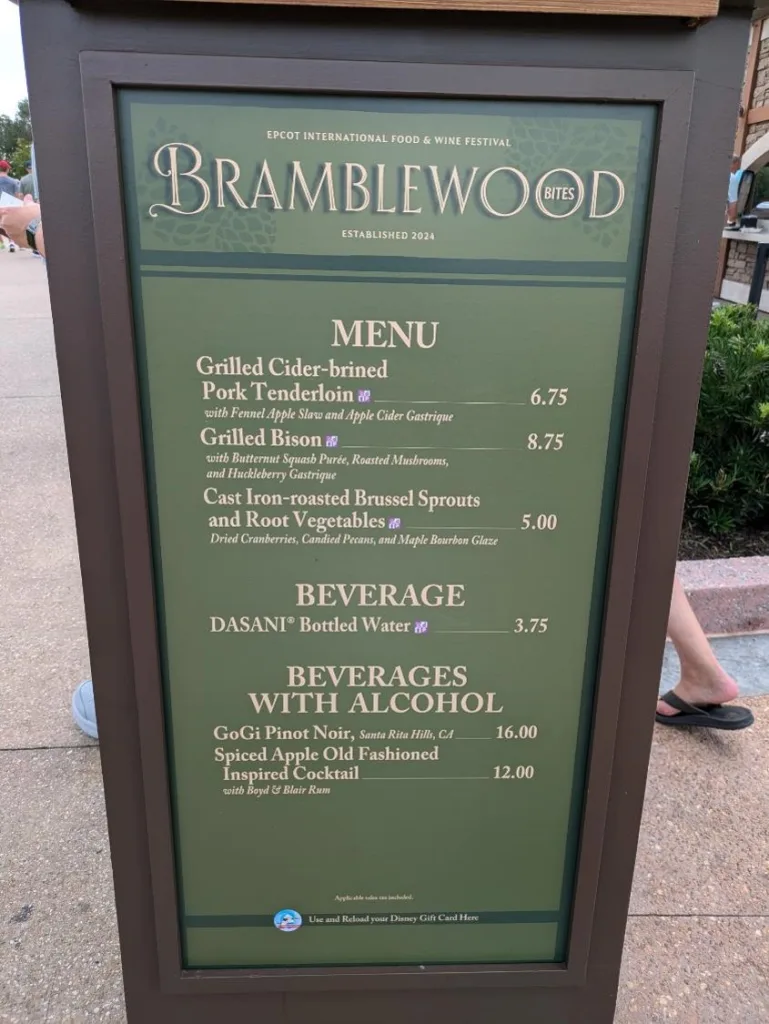 EPCOT INTERNATIONAL FOOD & WINE FESTIVAL
BRAMBLEWOOD BITES
ESTABLISHED 2024
MENU
Grilled Cider-brined
Pork Tenderloin 6.75
with Fennel Apple Slaw and Apple Cider Gastrique
Grilled Bison 8.75
with Butternut Squash Purée, Roasted Mushrooms,
and Huckleberry Gastrique
Cast Iron-roasted Brussel Sprouts
and Root Vegetables 5.00
Dried Cranberries, Candied Pecans, and Maple Bourbon Glaze
BEVERAGE
DASANI® Bottled Water 3.75
BEVERAGES
WITH ALCOHOL
GoGi Pinot Noir, Santa Rita Hills, CA 16.00
Spiced Apple Old Fashioned
Inspired Cocktail 12.00
with Boyd & Blair Rum
Applicable sales tax included.
Use and Reload your Disney Gift Card Here